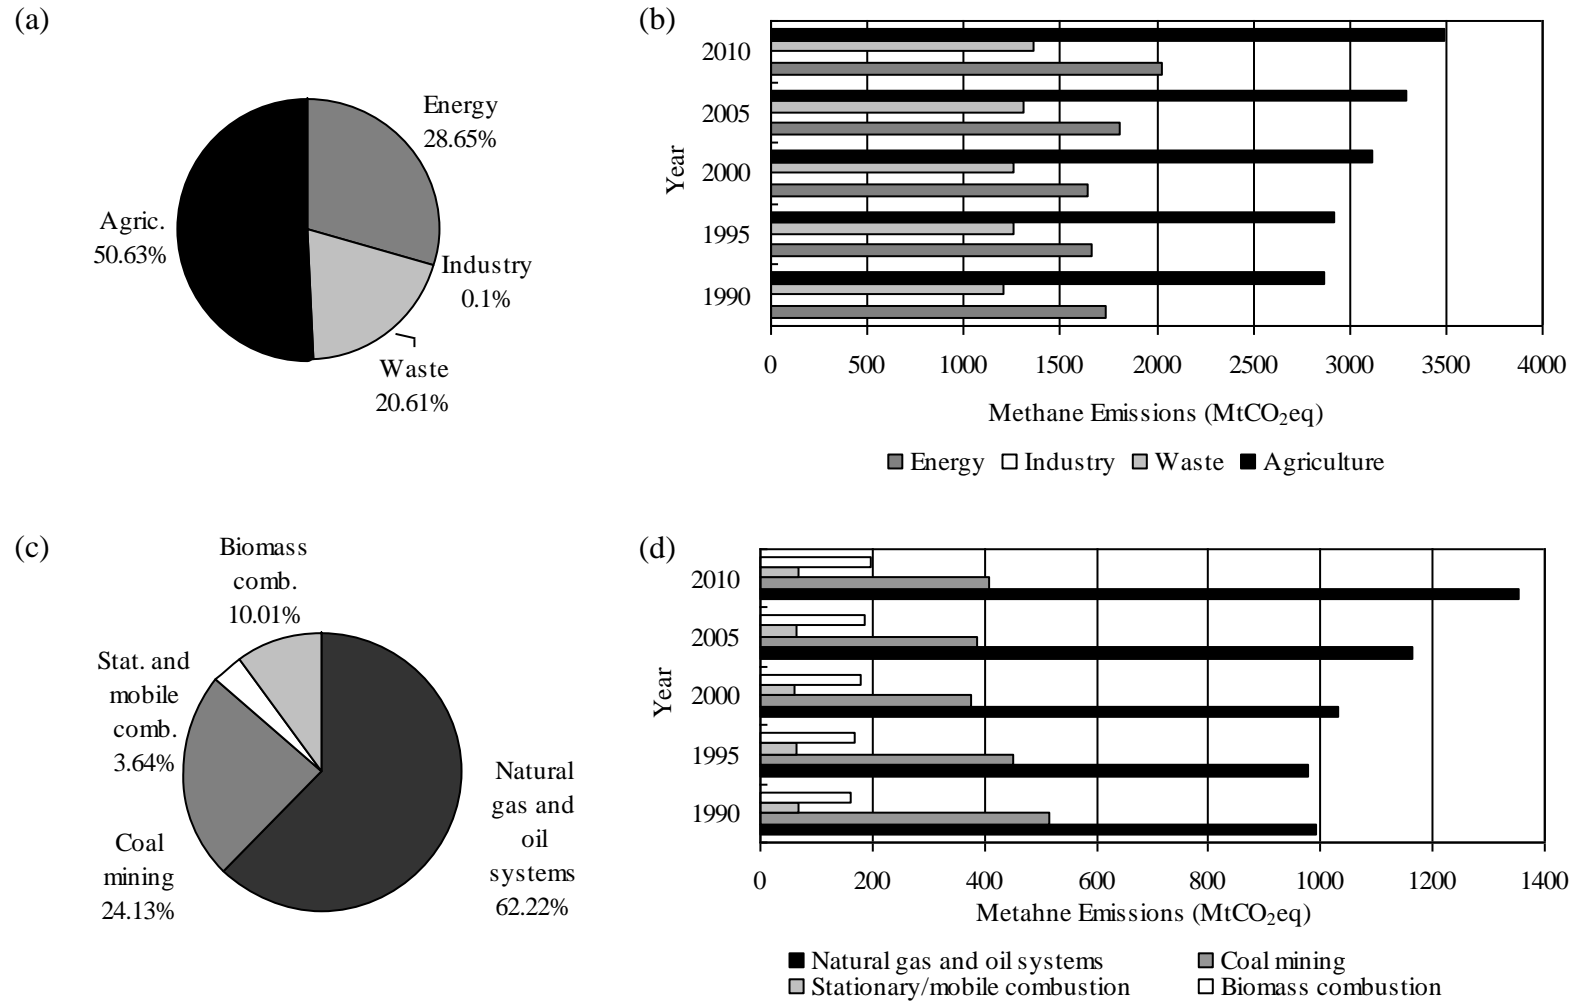 (a)
Energy
28.65%
Agric.
50.63%
Industry
0.1%
Waste
20.61%
(b)
Year
2010
2005
2000
1995
1990
0 500 1000 1500 2000 2500 3000 3500 4000
Methane Emissions (MtCO₂eq)
Energy Industry Waste Agriculture
(c)
Biomass
comb.
10.01%
Stat. and
mobile
comb.
3.64%
Coal
mining
24.13%
Natural
gas and
oil
systems
62.22%
(d)
Year
2010
2005
2000
1995
1990
0 200 400 600 800 1000 1200 1400
Metahne Emissions (MtCO₂eq)
Natural gas and oil systems Coal mining
Stationary/mobile combustion Biomass combustion